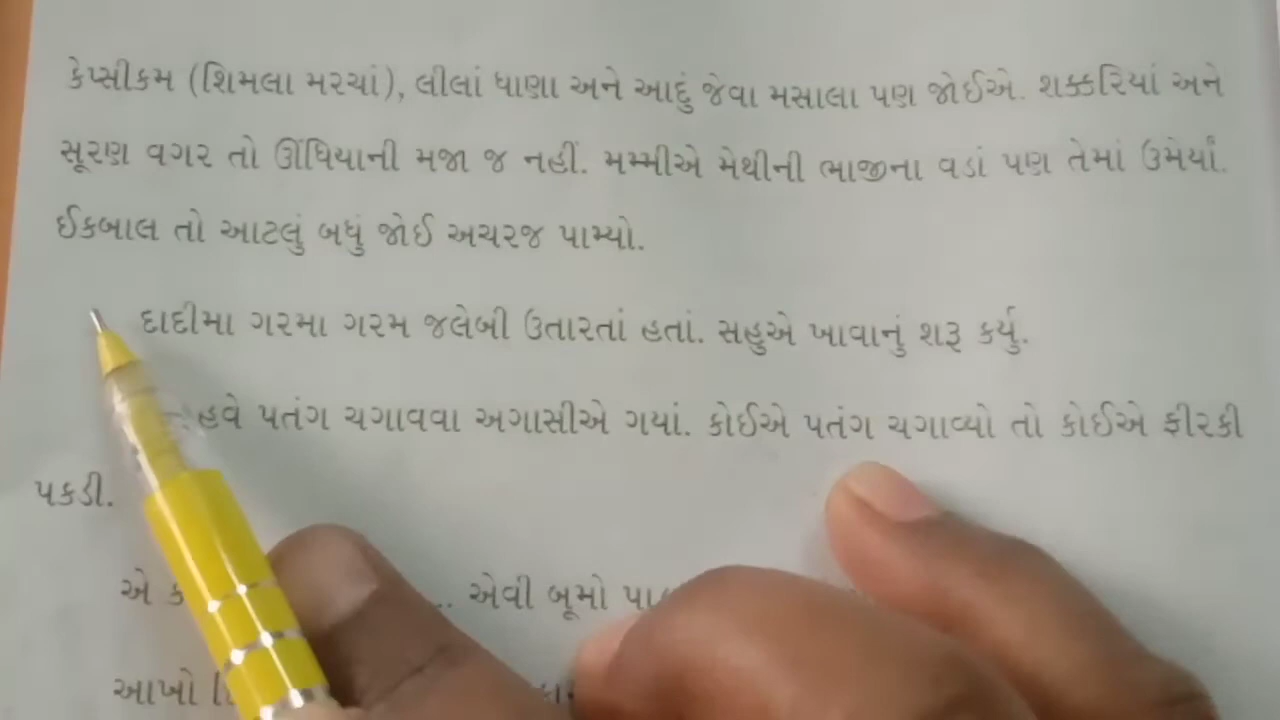 કેપ્સીકમ (શિમલા મરચાં), લીલાં ધાણા અને આદું જેવા મસાલા પણ જોઈએ. શક્કરિયાં અને
સૂરણ વગર તો ઊંધિયાની મજા જ નહીં. મમ્મીએ મેથીની ભાજીના વડાં પણ તેમાં ઉમેર્યાં.
ઈકબાલ તો આટલું બધું જોઈ અચરજ પામ્યો.
દાદીમા ગરમા ગરમ જલેબી ઉતારતાં હતાં. સહુએ ખાવાનું શરૂ કર્યુ.
હવે પતંગ ચગાવવા અગાસીએ ગયાં. કોઈએ પતંગ ચગાવ્યો તો કોઈએ ફીરકી
પકડી.
એ એવી બૂમો
આખો